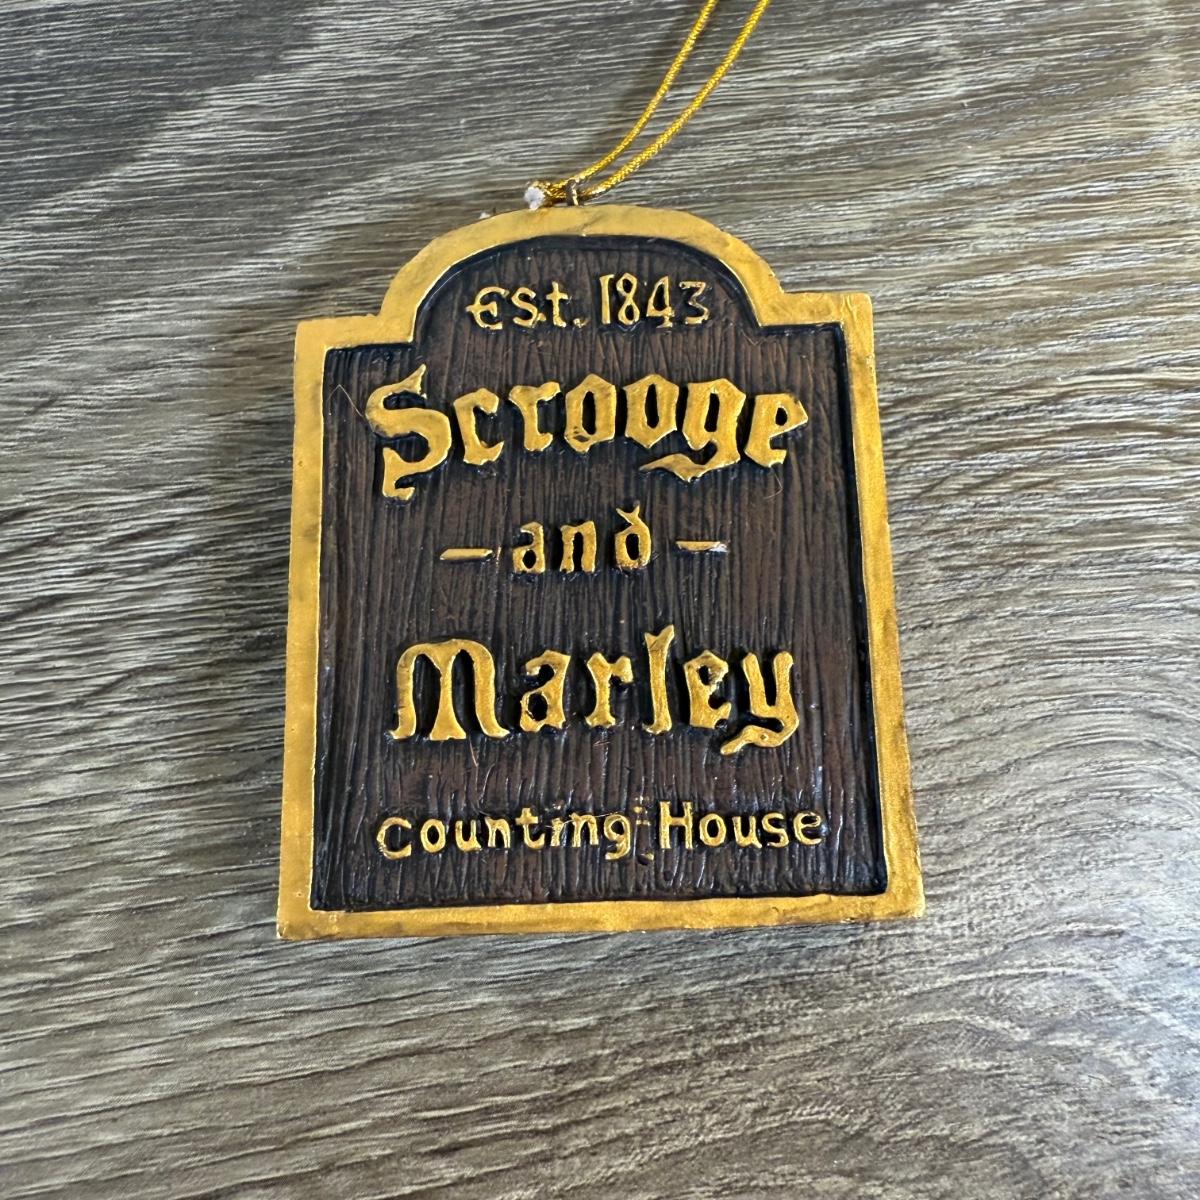 Est. 1843
Scrooge
- and -
Marley
Counting House